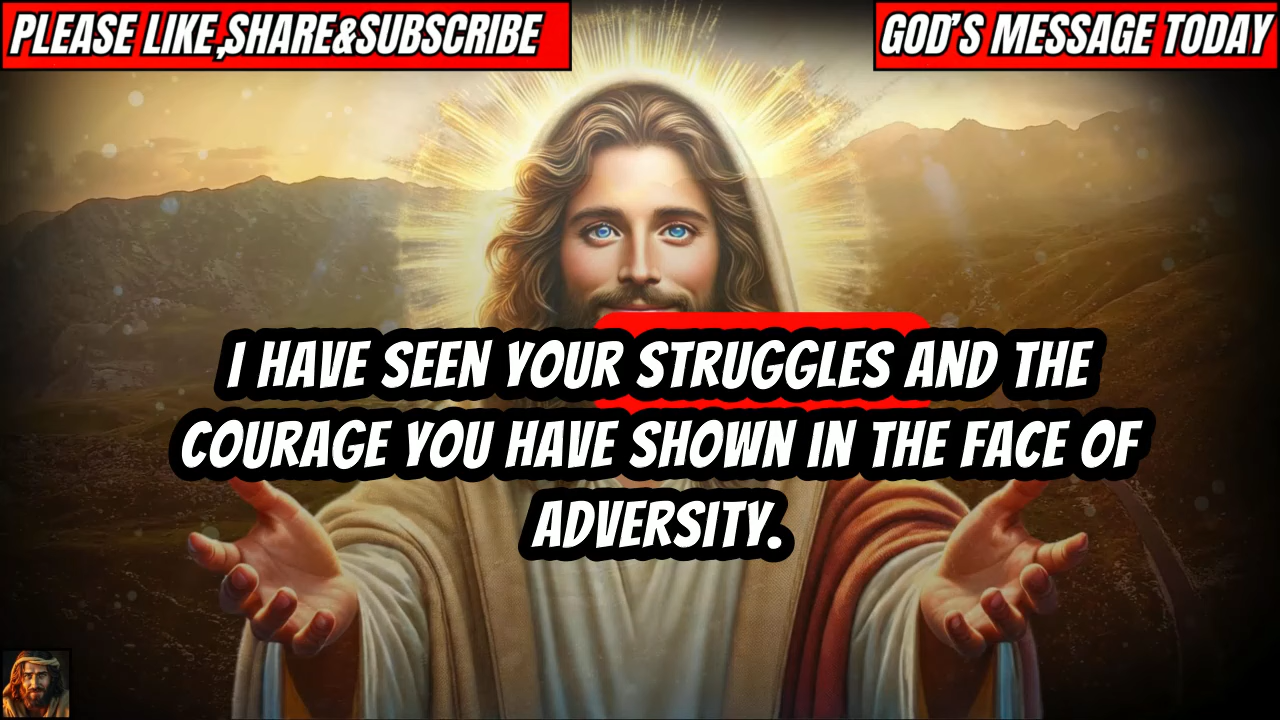 PLEASE LIKE,SHARE&SUBSCRIBE
GOD'S MESSAGE TODAY
I HAVE SEEN YOUR STRUGGLES AND THE
COURAGE YOU HAVE SHOWN IN THE FACE OF
ADVERSITY.